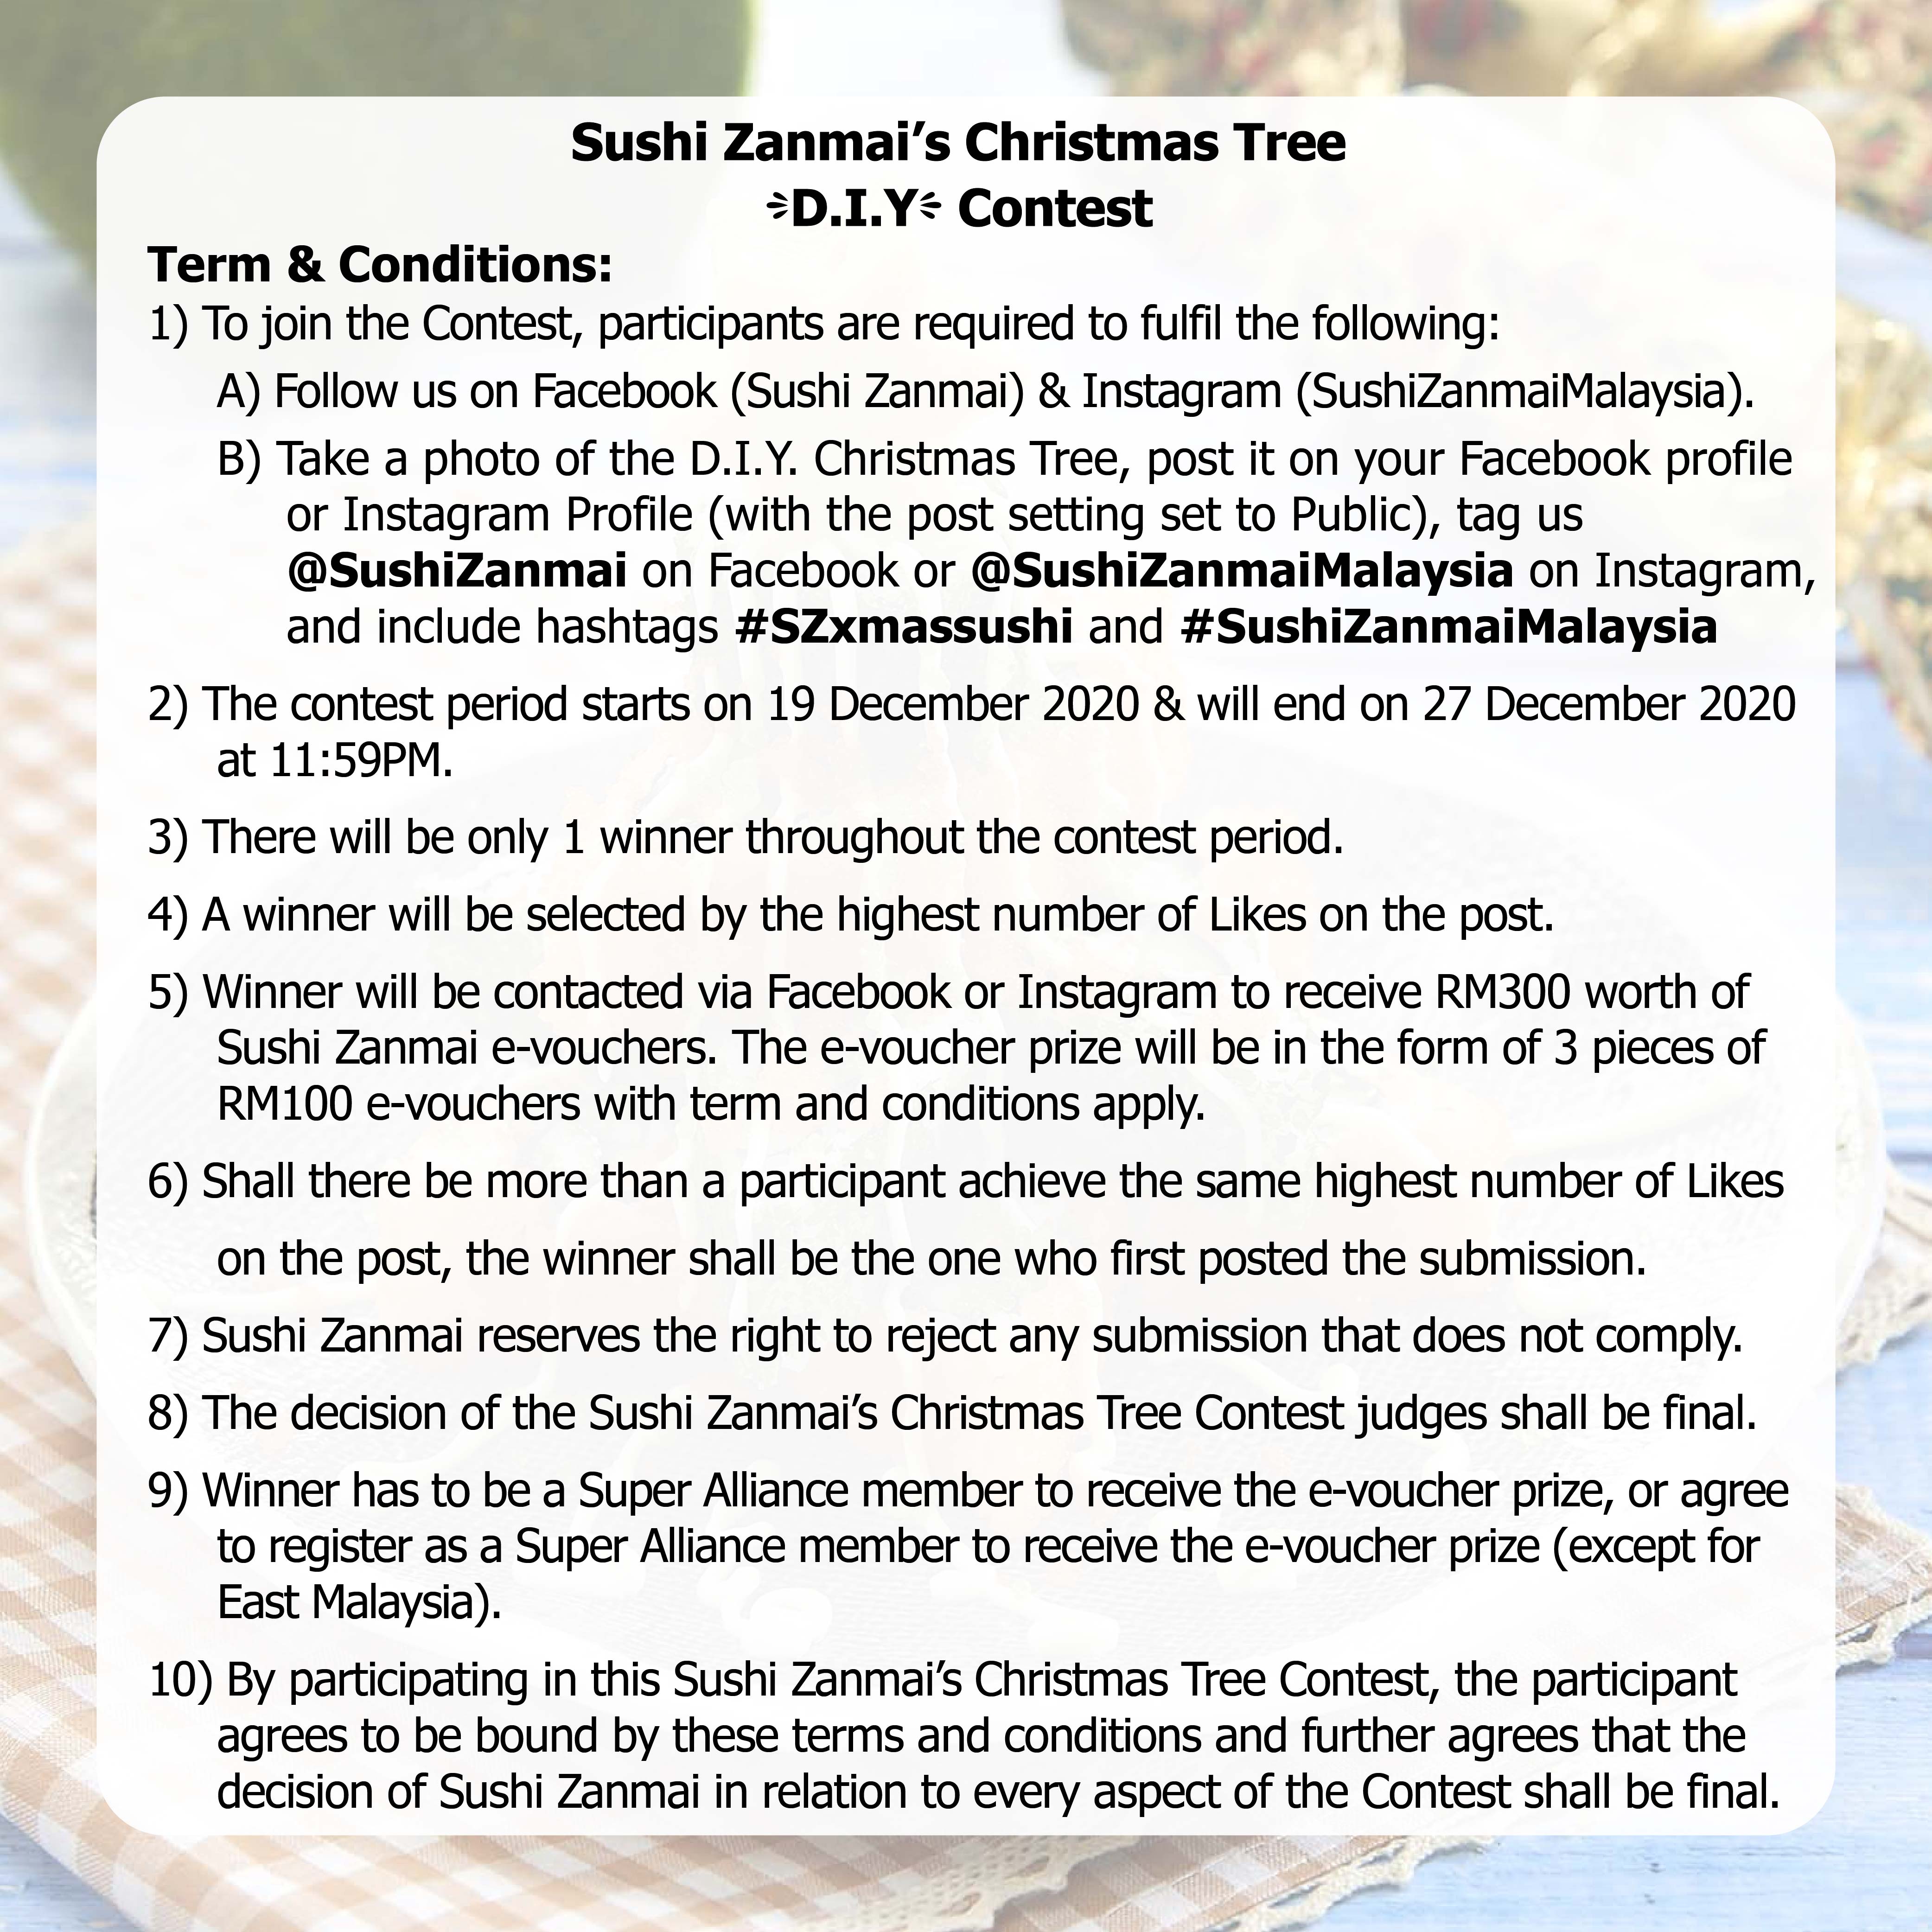 Sushi Zanmai’s Christmas Tree
D.I.Y Contest
Term & Conditions:
1) To join the Contest, participants are required to fulfil the following:
A) Follow us on Facebook (Sushi Zanmai) & Instagram (SushiZanmaiMalaysia).
B) Take a photo of the D.I.Y. Christmas Tree, post it on your Facebook profile
or Instagram Profile (with the post setting set to Public), tag us
@SushiZanmai on Facebook or @SushiZanmaiMalaysia on Instagram,
and include hashtags #SZxmassushi and #SushiZanmaiMalaysia
2) The contest period starts on 19 December 2020 & will end on 27 December 2020
at 11:59PM.
3) There will be only 1 winner throughout the contest period.
4) A winner will be selected by the highest number of Likes on the post.
5) Winner will be contacted via Facebook or Instagram to receive RM300 worth of
Sushi Zanmai e-vouchers. The e-voucher prize will be in the form of 3 pieces of
RM100 e-vouchers with term and conditions apply.
6) Shall there be more than a participant achieve the same highest number of Likes
on the post, the winner shall be the one who first posted the submission.
7) Sushi Zanmai reserves the right to reject any submission that does not comply.
8) The decision of the Sushi Zanmai’s Christmas Tree Contest judges shall be final.
9) Winner has to be a Super Alliance member to receive the e-voucher prize, or agree
to register as a Super Alliance member to receive the e-voucher prize (except for
East Malaysia).
10) By participating in this Sushi Zanmai’s Christmas Tree Contest, the participant
agrees to be bound by these terms and conditions and further agrees that the
decision of Sushi Zanmai in relation to every aspect of the Contest shall be final.